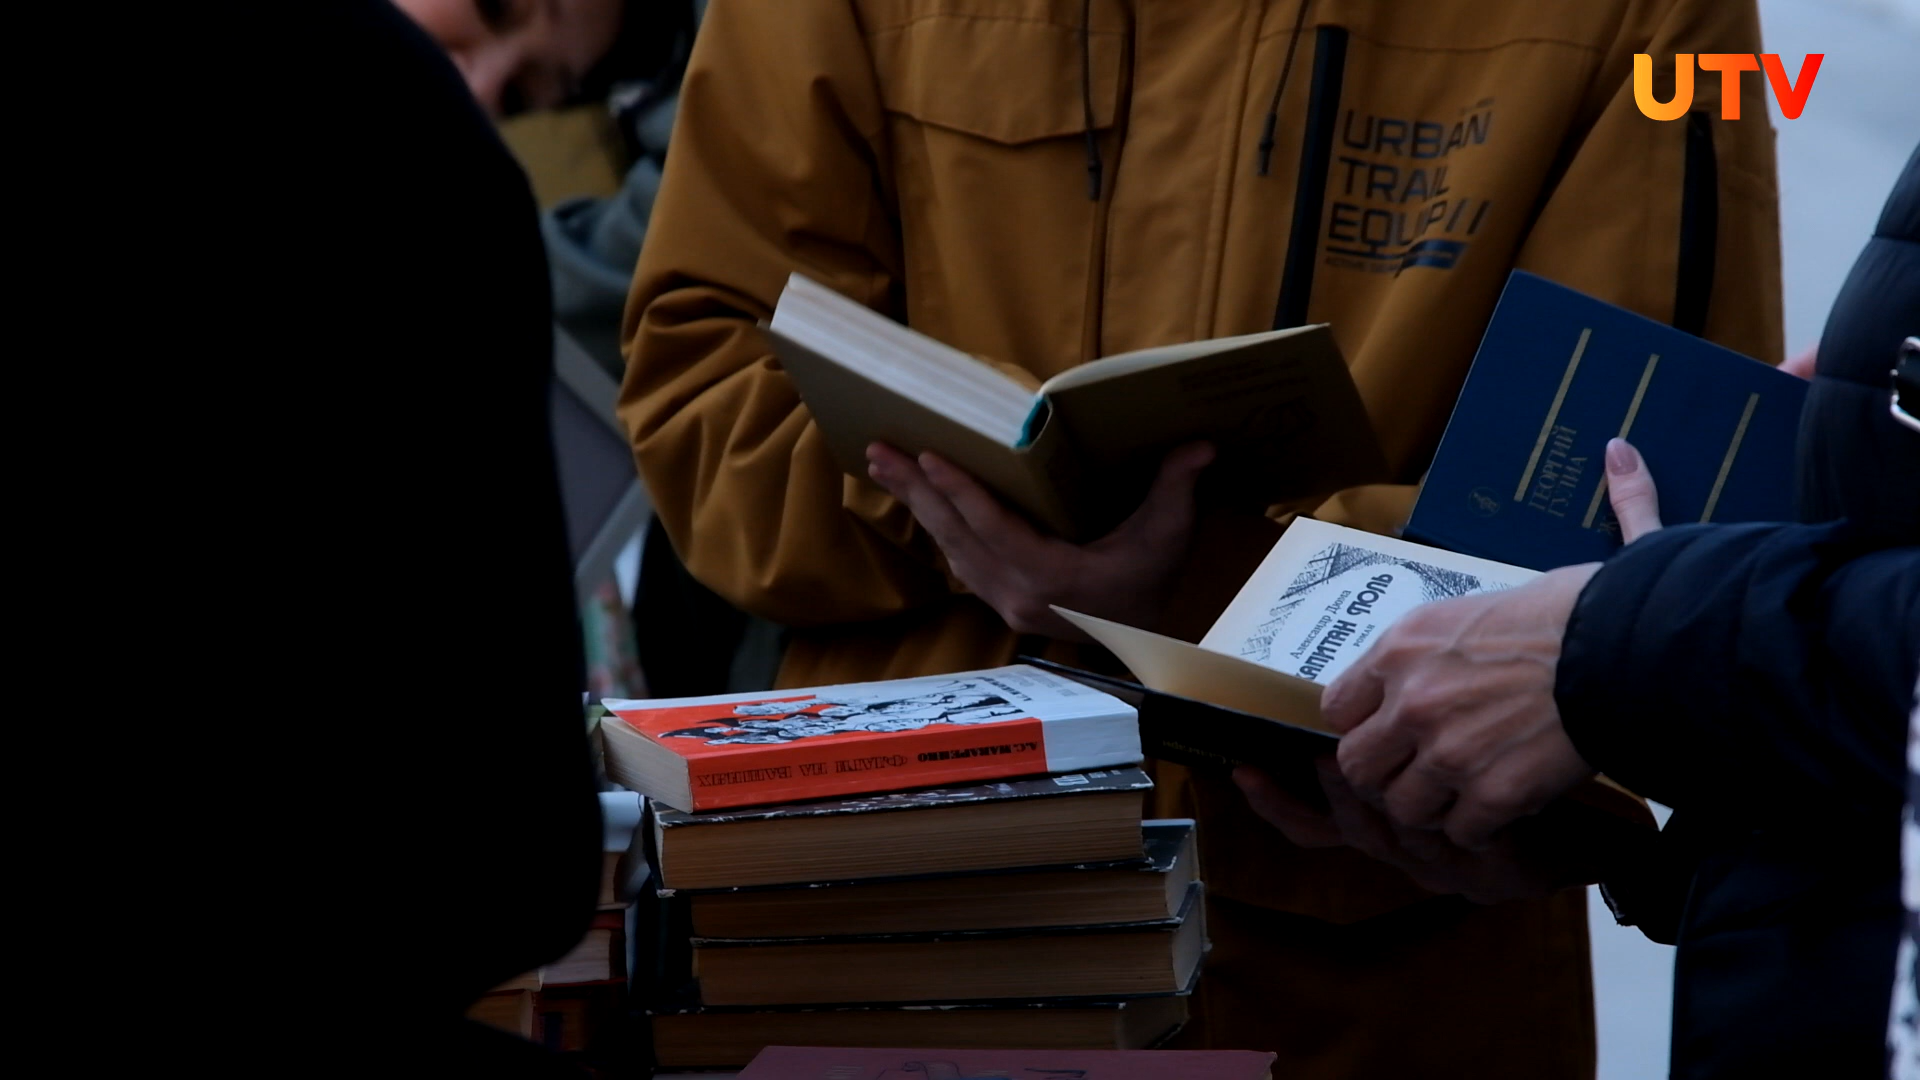 UTV
URBAN
TRAIL
EQUIP
ГЕОРГИЙ
ГУЛИА
Александр Дюма
КАПИТАН ПОЛЬ
РОМАН
А.С. МАКАРЕНКО ФЛАГИ НА БАШНЯХ